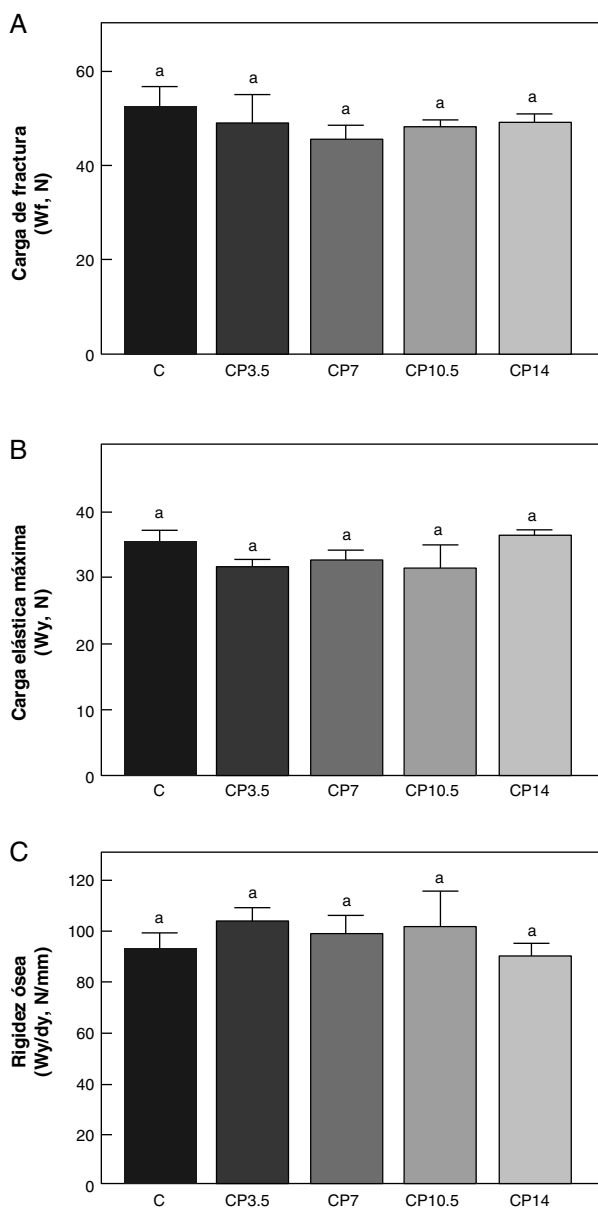 A
Carga de fractura
(Wf, N)
60
40
20
0
a a a a a
C CP3.5 CP7 CP10.5 CP14
B
Carga elástica máxima
(Wy, N)
40
30
20
10
0
a a a a a
C CP3.5 CP7 CP10.5 CP14
C
Rigidez ósea
(Wy/dy, N/mm)
120
100
80
60
40
20
0
a a a a a
C CP3.5 CP7 CP10.5 CP14